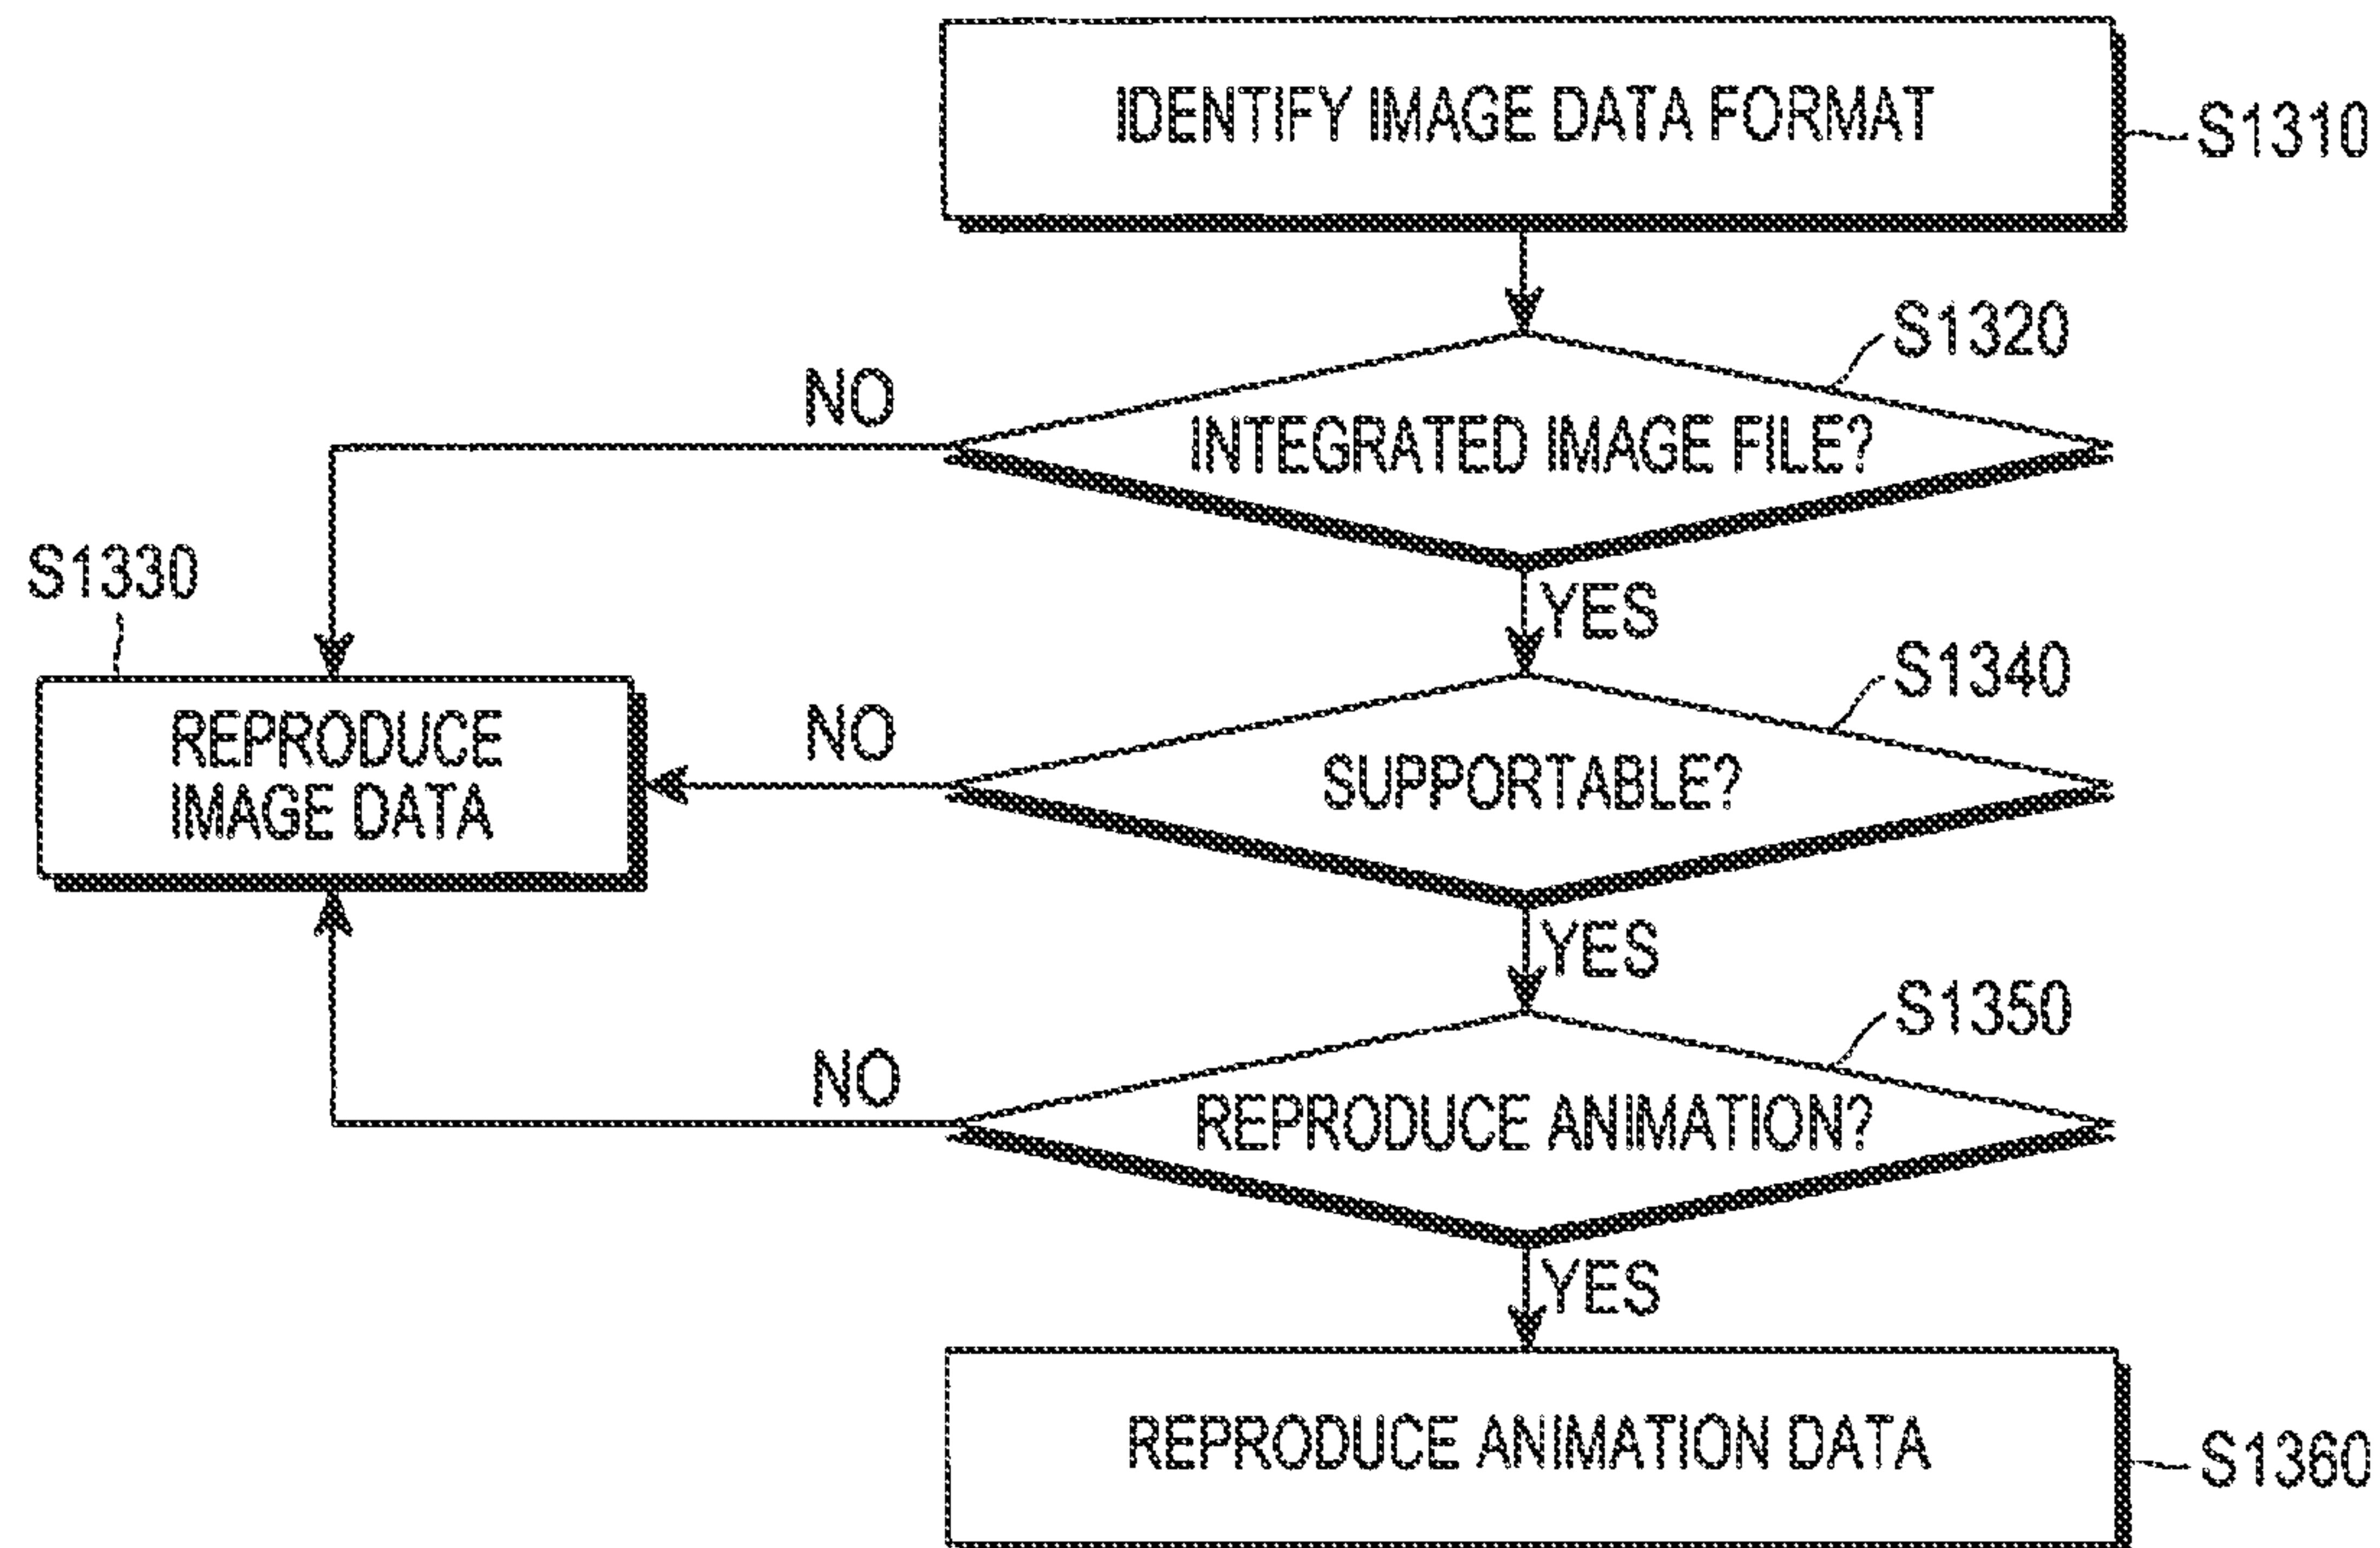 IDENTIFY IMAGE DATA FORMAT
S1310
S1320
NO
INTEGRATED IMAGE FILE?
S1330
YES
S1340
REPRODUCE
IMAGE DATA
NO
SUPPORTABLE?
YES
S1350
NO
REPRODUCE ANIMATION?
YES
REPRODUCE ANIMATION DATA
S1360